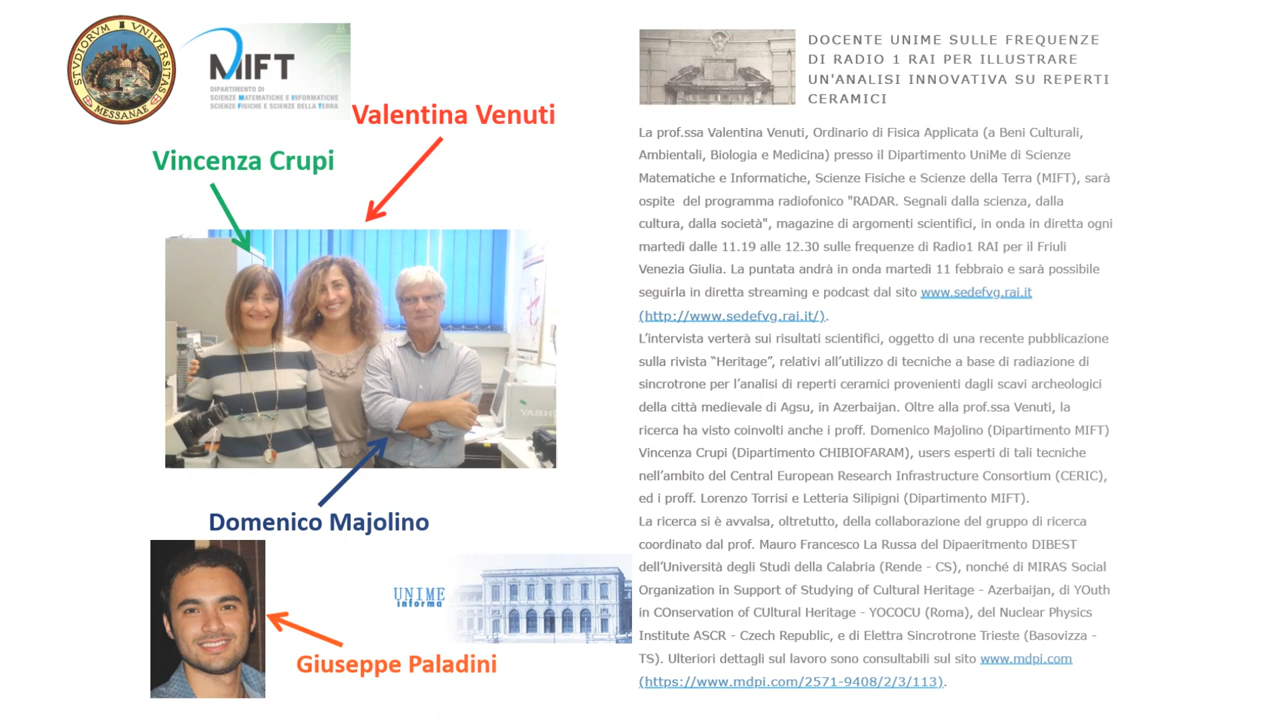 STUDIORUM UNIVERSITAS
MESSANAE
MIFT
DIPARTIMENTO DI
SCIENZE MATEMATICHE E INFORMATICHE
SCIENZE FISICHE E SCIENZE DELLA TERRA
Valentina Venuti
Vincenza Crupi
YASH
Domenico Majolino
UNIME
informa
Giuseppe Paladini
DOCENTE UNIME SULLE FREQUENZE
DI RADIO 1 RAI PER ILLUSTRARE
UN'ANALISI INNOVATIVA SU REPERTI
CERAMICI
La prof.ssa Valentina Venuti, Ordinario di Fisica Applicata (a Beni Culturali,
Ambientali, Biologia e Medicina) presso il Dipartimento UniMe di Scienze
Matematiche e Informatiche, Scienze Fisiche e Scienze della Terra (MIFT), sarà
ospite del programma radiofonico "RADAR. Segnali dalla scienza, dalla
cultura, dalla società", magazine di argomenti scientifici, in onda in diretta ogni
martedì dalle 11.19 alle 12.30 sulle frequenze di Radio1 RAI per il Friuli
Venezia Giulia. La puntata andrà in onda martedì 11 febbraio e sarà possibile
seguirla in diretta streaming e podcast dal sito www.sedefvg.rai.it
(http://www.sedefvg.rai.it/).
L’intervista verterà sui risultati scientifici, oggetto di una recente pubblicazione
sulla rivista “Heritage”, relativi all’utilizzo di tecniche a base di radiazione di
sincrotrone per l’analisi di reperti ceramici provenienti dagli scavi archeologici
della città medievale di Agsu, in Azerbaijan. Oltre alla prof.ssa Venuti, la
ricerca ha visto coinvolti anche i proff. Domenico Majolino (Dipartimento MIFT)
Vincenza Crupi (Dipartimento CHIBIOFARAM), users esperti di tali tecniche
nell’ambito del Central European Research Infrastructure Consortium (CERIC),
ed i proff. Lorenzo Torrisi e Letteria Silipigni (Dipartimento MIFT).
La ricerca si è avvalsa, oltretutto, della collaborazione del gruppo di ricerca
coordinato dal prof. Mauro Francesco La Russa del Dipaeritmento DIBEST
dell’Università degli Studi della Calabria (Rende - CS), nonché di MIRAS Social
Organization in Support of Studying of Cultural Heritage - Azerbaijan, di YOuth
in COnservation of CUltural Heritage - YOCOCU (Roma), del Nuclear Physics
Institute ASCR - Czech Republic, e di Elettra Sincrotrone Trieste (Basovizza -
TS). Ulteriori dettagli sul lavoro sono consultabili sul sito www.mdpi.com
(https://www.mdpi.com/2571-9408/2/3/113).